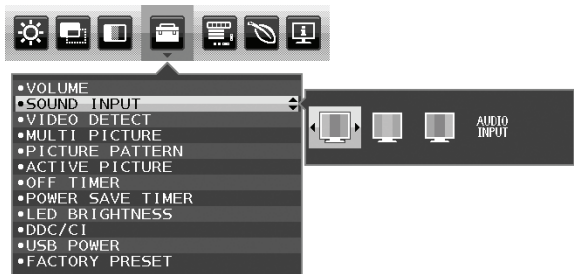 •VOLUME
•SOUND INPUT
•VIDEO DETECT
•MULTI PICTURE
•PICTURE PATTERN
•ACTIVE PICTURE
•OFF TIMER
•POWER SAVE TIMER
•LED BRIGHTNESS
•DDC/CI
•USB POWER
•FACTORY PRESET
AUDIO
INPUT